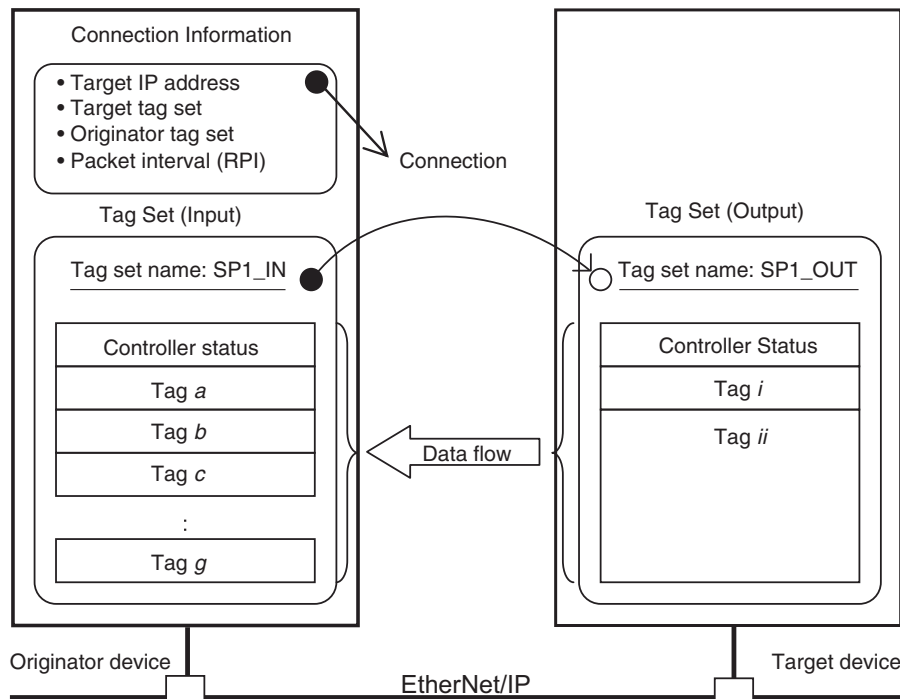 Connection Information
• Target IP address
• Target tag set
• Originator tag set
• Packet interval (RPI)
Connection
Tag Set (Input)
Tag set name: SP1_IN
Controller status
Tag a
Tag b
Tag c
:
Tag g
Data flow
Tag Set (Output)
Tag set name: SP1_OUT
Controller Status
Tag i
Tag ii
Originator device
EtherNet/IP
Target device